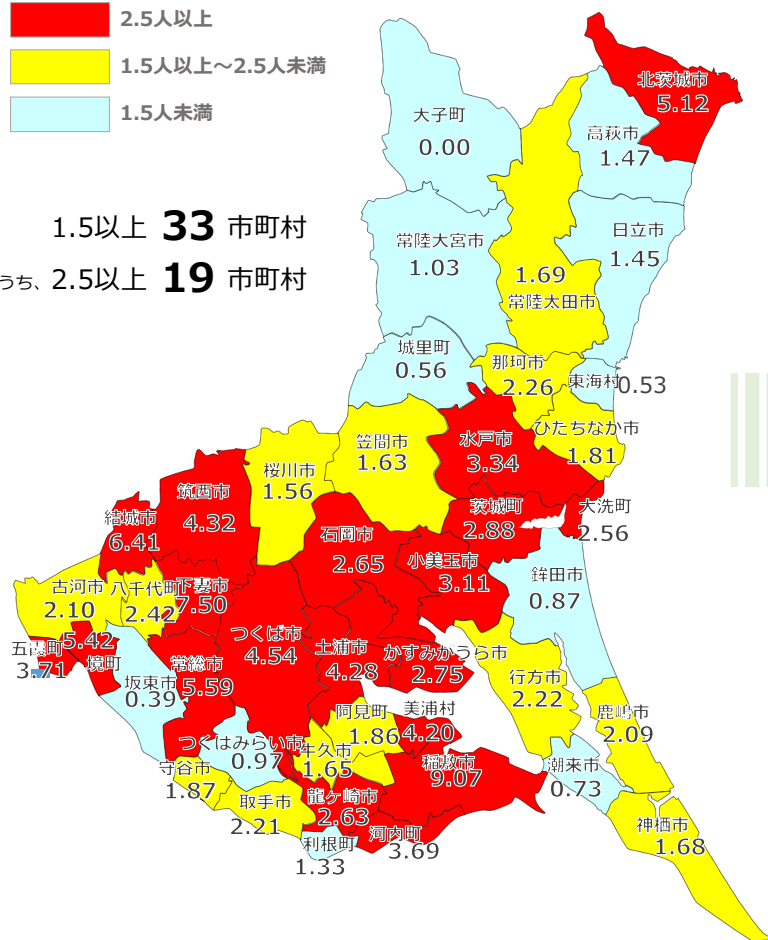 2.5人以上
1.5人以上～2.5人未満
1.5人未満
1.5以上 33 市町村
うち、2.5以上 19 市町村
北茨城市
5.12
大子町
0.00
高萩市
1.47
常陸大宮市
1.03
日立市
1.45
1.69
常陸太田市
城里町
0.56
那珂市
2.26
東海村
0.53
ひたちなか市
1.81
笠間市
1.63
水戸市
3.34
桜川市
1.56
筑西市
4.32
茨城町
2.88
大洗町
2.56
結城市
6.41
石岡市
2.65
小美玉市
3.11
鉾田市
0.87
古河市
2.10
八千代町
2.42
下妻市
7.50
つくば市
4.54
土浦市
4.28
かすみかうら市
2.75
五霞町
3.71
5.42
境町
坂東市
0.39
常総市
5.59
行方市
2.22
鹿嶋市
2.09
阿見町
1.86
美浦村
4.20
つくはみらい市
0.97
牛久市
1.65
稲敷市
9.07
潮来市
0.73
守谷市
1.87
取手市
2.21
龍ヶ崎市
2.63
河内町
3.69
利根町
1.33
神栖市
1.68